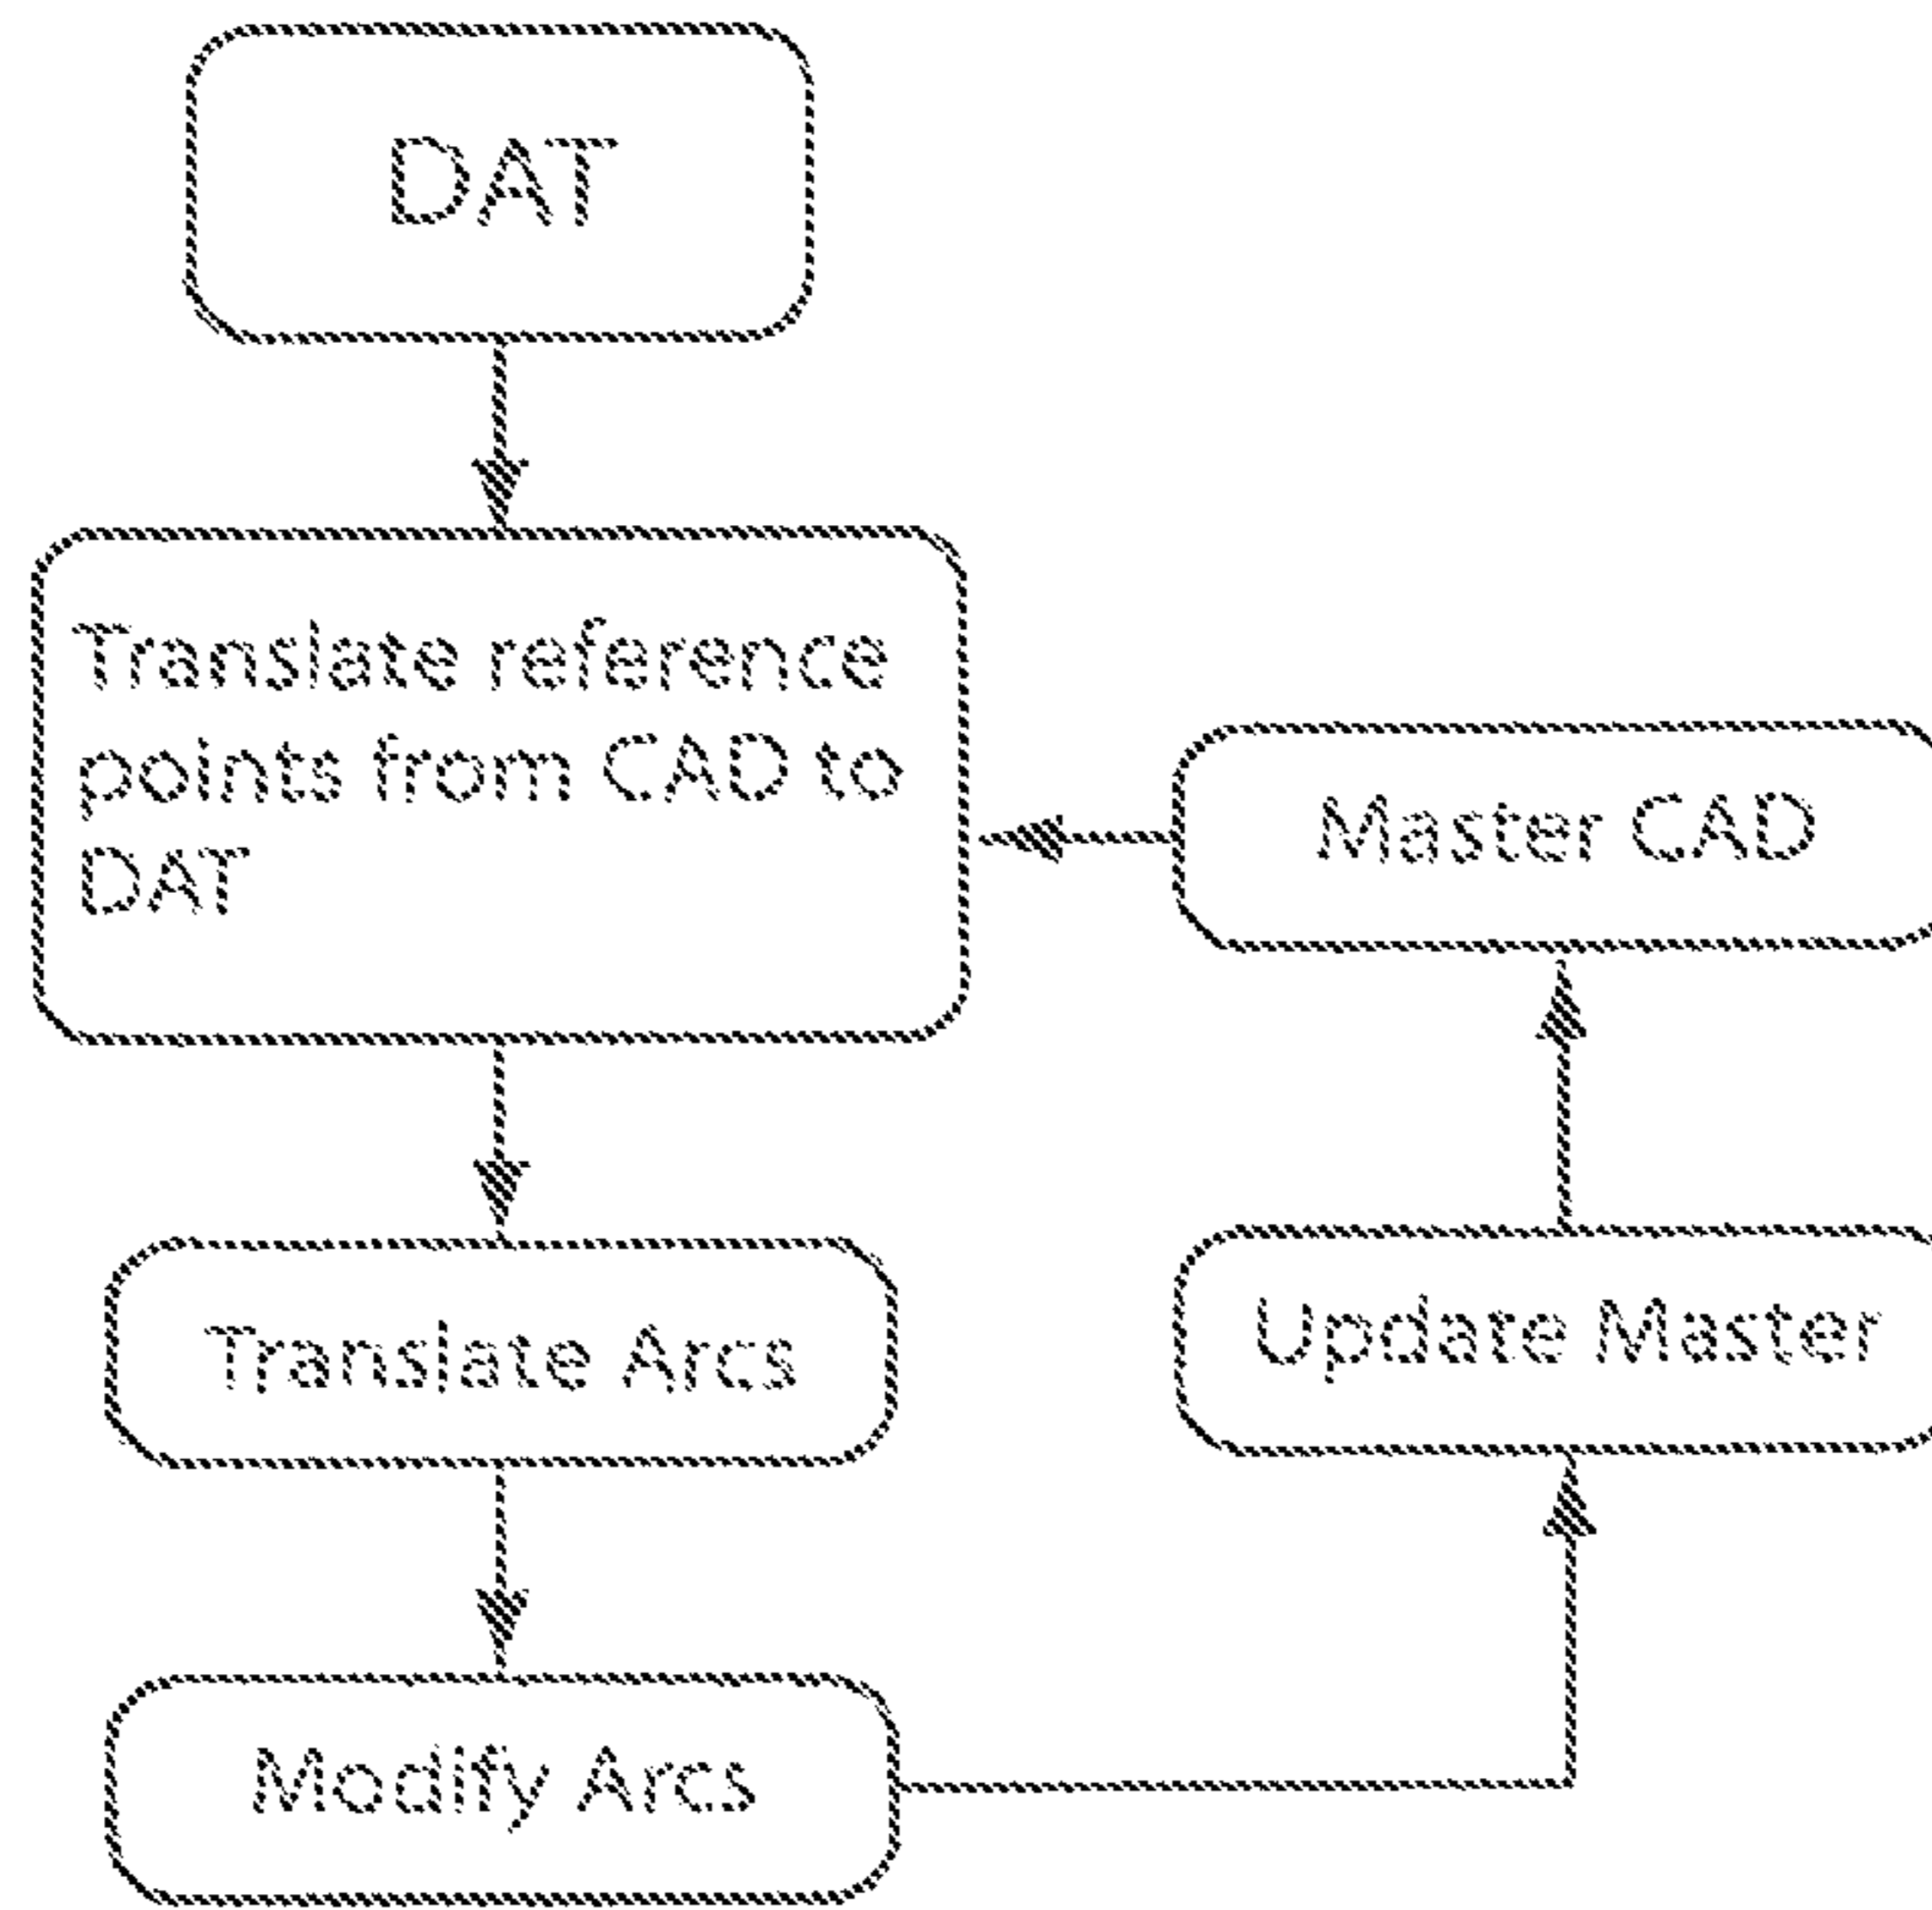 DAT
Translate reference
points from CAD to
DAT
Master CAD
Translate Arcs
Update Master
Modify Arcs